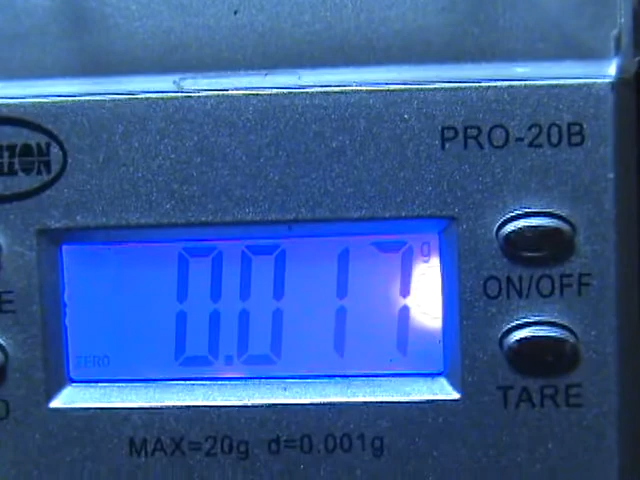 PRO-20B
0.017 g
ZERO
ON/OFF
TARE
MAX=20g d=0.001g